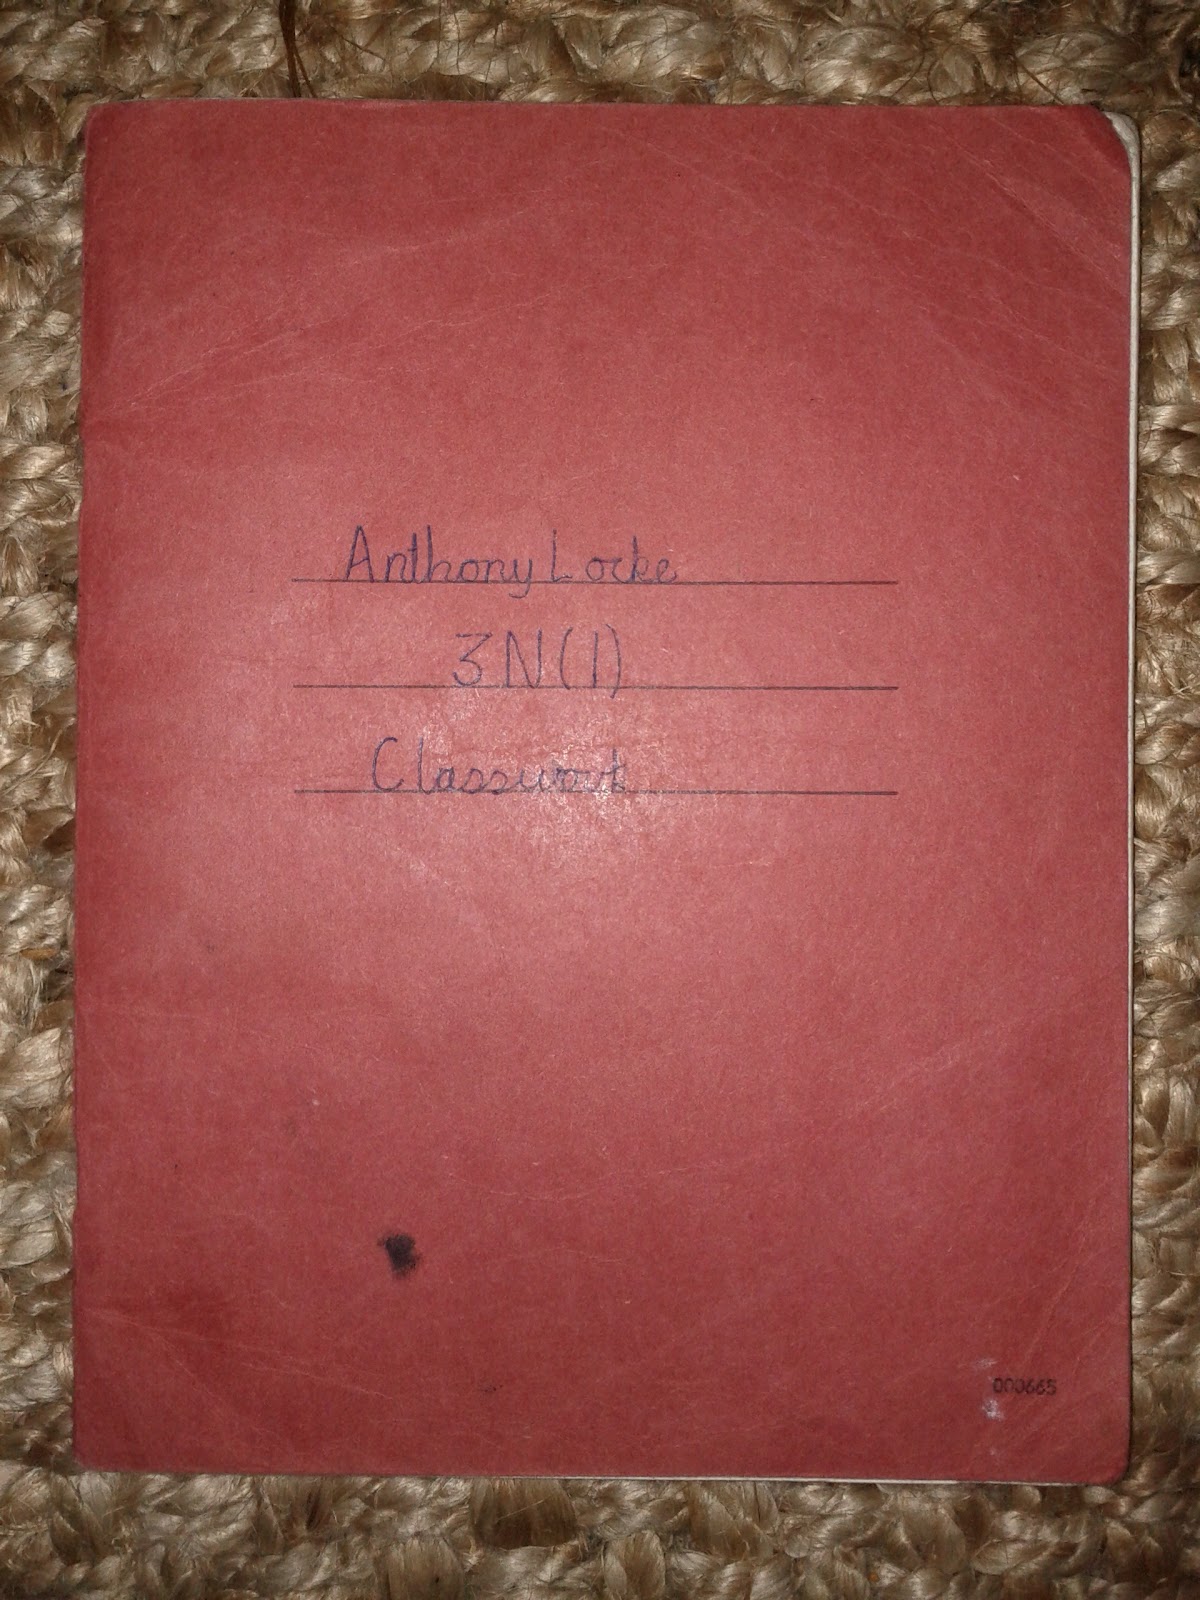 Anthony Locke
3N(1)
Classwork
000665